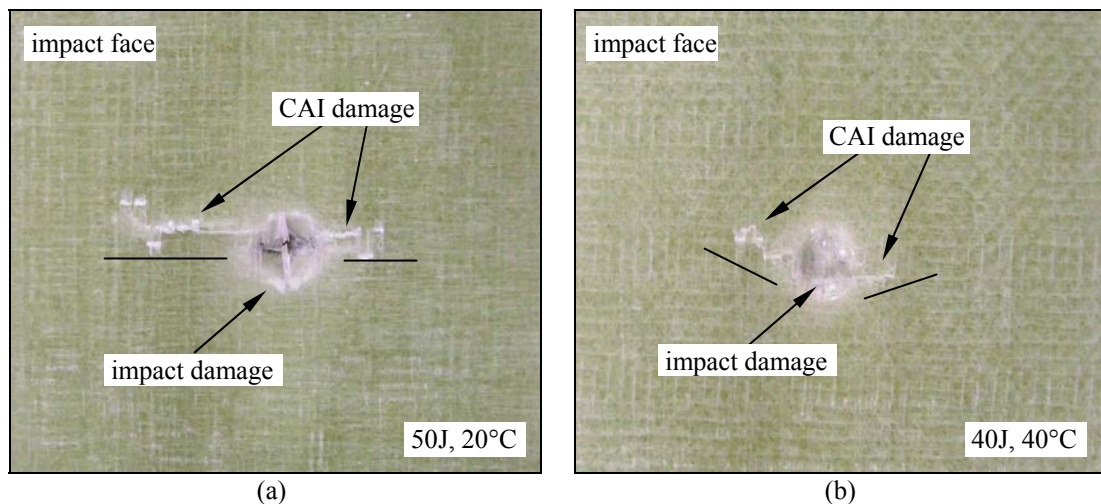 impact face
CAI damage
impact damage
50J, 20°C
(a)
impact face
CAI damage
impact damage
40J, 40°C
(b)